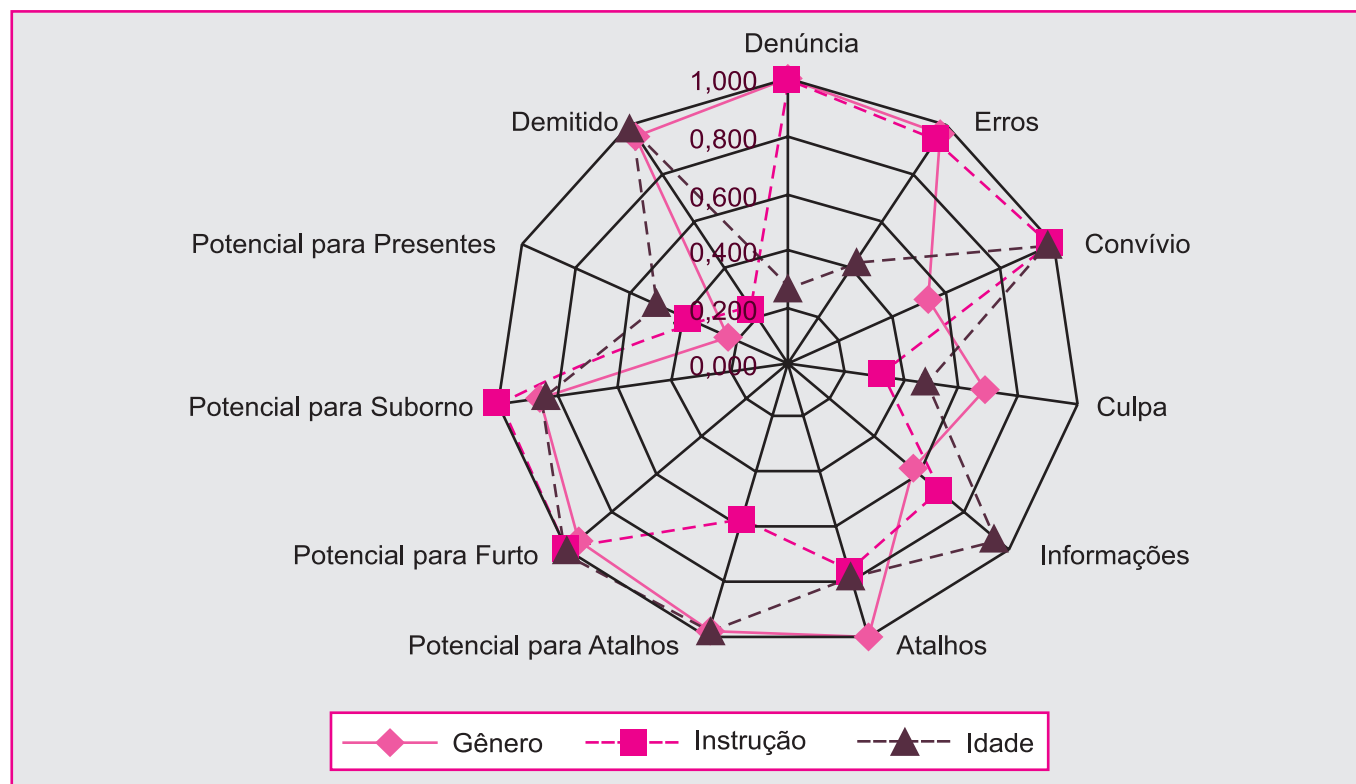 Denúncia
1,000
Demitido
Erros
0,800
0,600
Potencial para Presentes
Convívio
0,400
0,200
0,000
Potencial para Suborno
Culpa
Potencial para Furto
Informações
Potencial para Atalhos
Atalhos
Gênero
Instrução
Idade